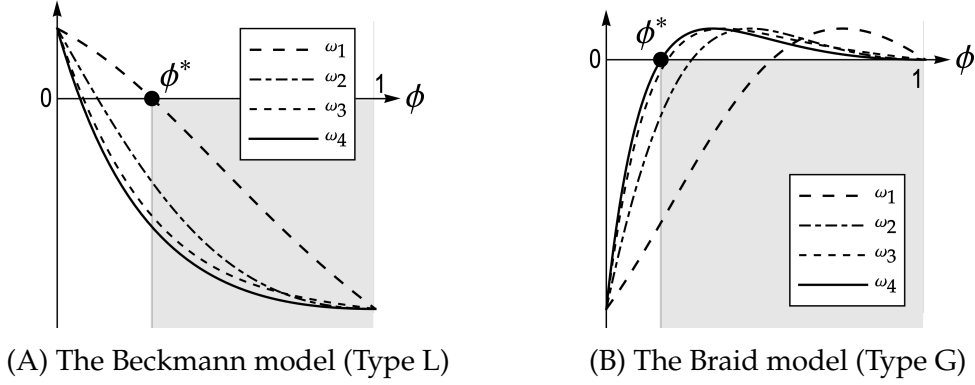 ϕ*
0
1
ϕ
ω1
ω2
ω3
ω4
(A) The Beckmann model (Type L)
ϕ*
0
1
ϕ
ω1
ω2
ω3
ω4
(B) The Braid model (Type G)